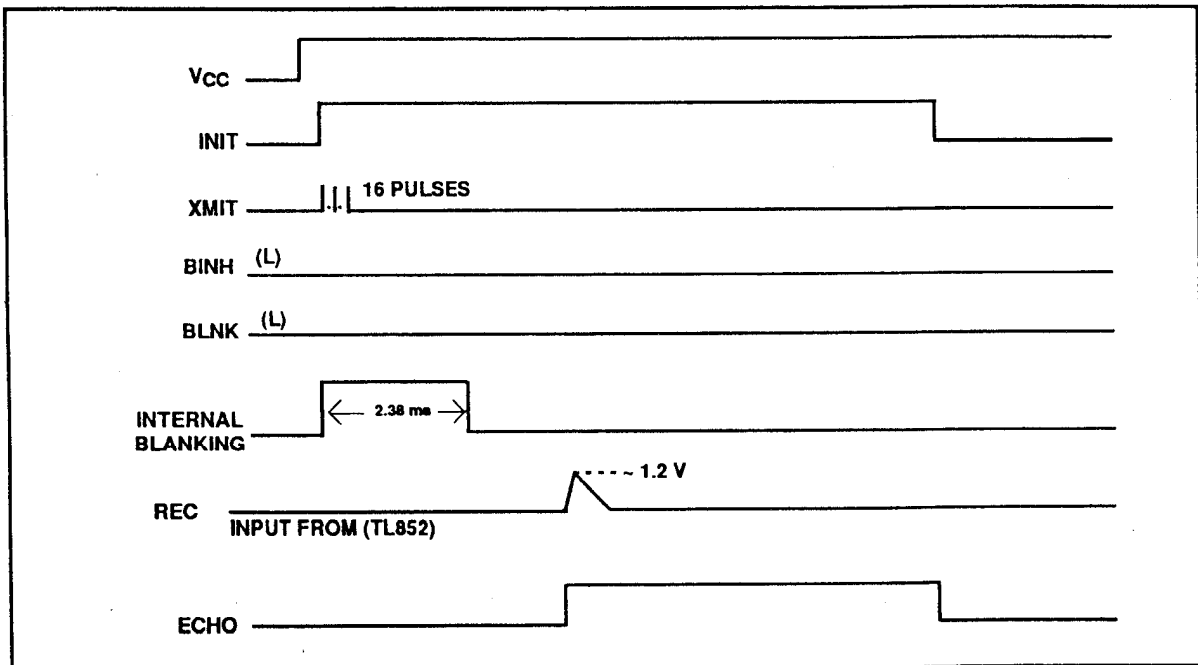 VCC
INIT
16 PULSES
XMIT
BINH (L)
BLNK (L)
2.38 ms
INTERNAL
BLANKING
~ 1.2 V
REC
INPUT FROM (TL852)
ECHO